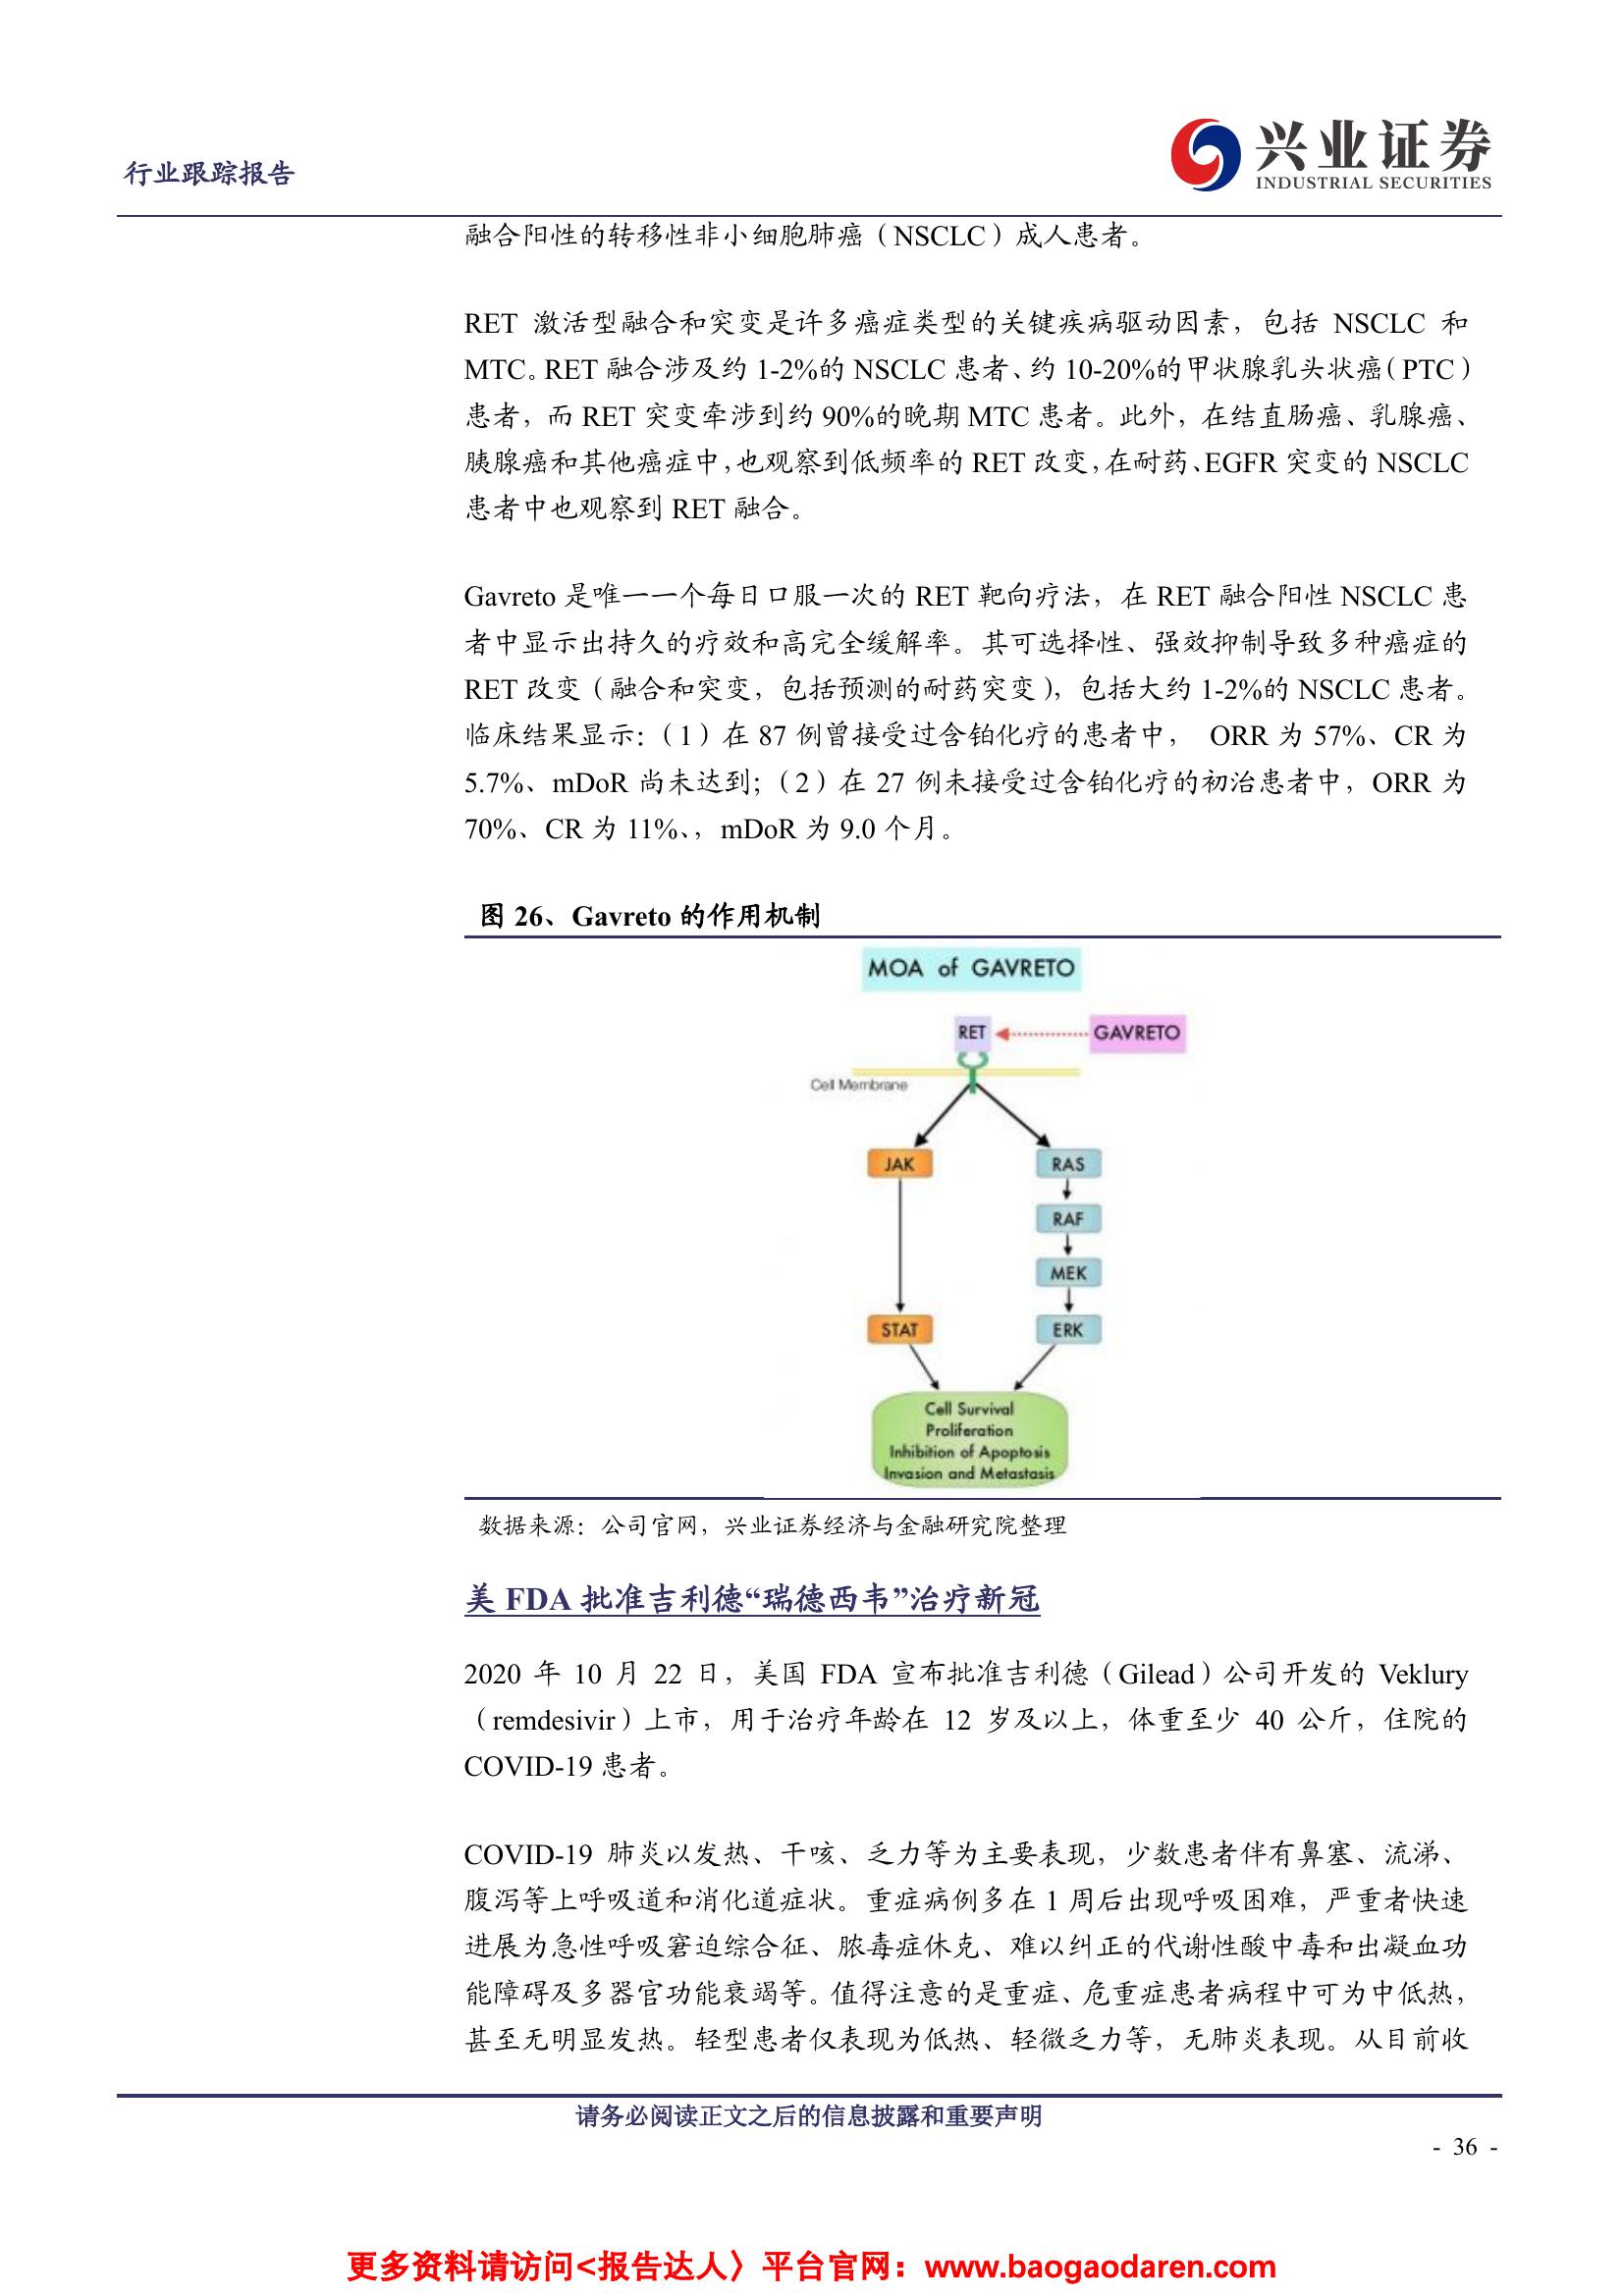 行业跟踪报告
兴业证券
INDUSTRIAL SECURITIES
融合阳性的转移性非小细胞肺癌（NSCLC）成人患者。
RET 激活型融合和突变是许多癌症类型的关键疾病驱动因素，包括 NSCLC 和
MTC。RET 融合涉及约 1-2%的 NSCLC 患者、约 10-20%的甲状腺乳头状癌（PTC）
患者，而 RET 突变牵涉到约 90%的晚期 MTC 患者。此外，在结直肠癌、乳腺癌、
胰腺癌和其他癌症中，也观察到低频率的 RET 改变，在耐药、EGFR 突变的 NSCLC
患者中也观察到 RET 融合。
Gavreto 是唯一一个每日口服一次的 RET 靶向疗法，在 RET 融合阳性 NSCLC 患
者中显示出持久的疗效和高完全缓解率。其可选择性、强效抑制导致多种癌症的
RET 改变（融合和突变，包括预测的耐药突变），包括大约 1-2%的 NSCLC 患者。
临床结果显示：（1）在 87 例曾接受过含铂化疗的患者中， ORR 为 57%、CR 为
5.7%、mDoR 尚未达到；（2）在 27 例未接受过含铂化疗的初治患者中，ORR 为
70%、CR 为 11%、，mDoR 为 9.0 个月。
图 26、Gavreto 的作用机制
MOA of GAVRETO
RET
GAVRETO
Cell Membrane
JAK
RAS
RAF
MEK
STAT
ERK
Cell Survival
Proliferation
Inhibition of Apoptosis
Invasion and Metastasis
数据来源：公司官网，兴业证券经济与金融研究院整理
美 FDA 批准吉利德“瑞德西韦”治疗新冠
2020 年 10 月 22 日，美国 FDA 宣布批准吉利德（Gilead）公司开发的 Veklury
（remdesivir）上市，用于治疗年龄在 12 岁及以上，体重至少 40 公斤，住院的
COVID-19 患者。
COVID-19 肺炎以发热、干咳、乏力等为主要表现，少数患者伴有鼻塞、流涕、
腹泻等上呼吸道和消化道症状。重症病例多在 1 周后出现呼吸困难，严重者快速
进展为急性呼吸窘迫综合征、脓毒症休克、难以纠正的代谢性酸中毒和出凝血功
能障碍及多器官功能衰竭等。值得注意的是重症、危重症患者病程中可为中低热，
甚至无明显发热。轻型患者仅表现为低热、轻微乏力等，无肺炎表现。从目前收
请务必阅读正文之后的信息披露和重要声明
- 36 -
更多资料请访问<报告达人〉平台官网：www.baogaodaren.com